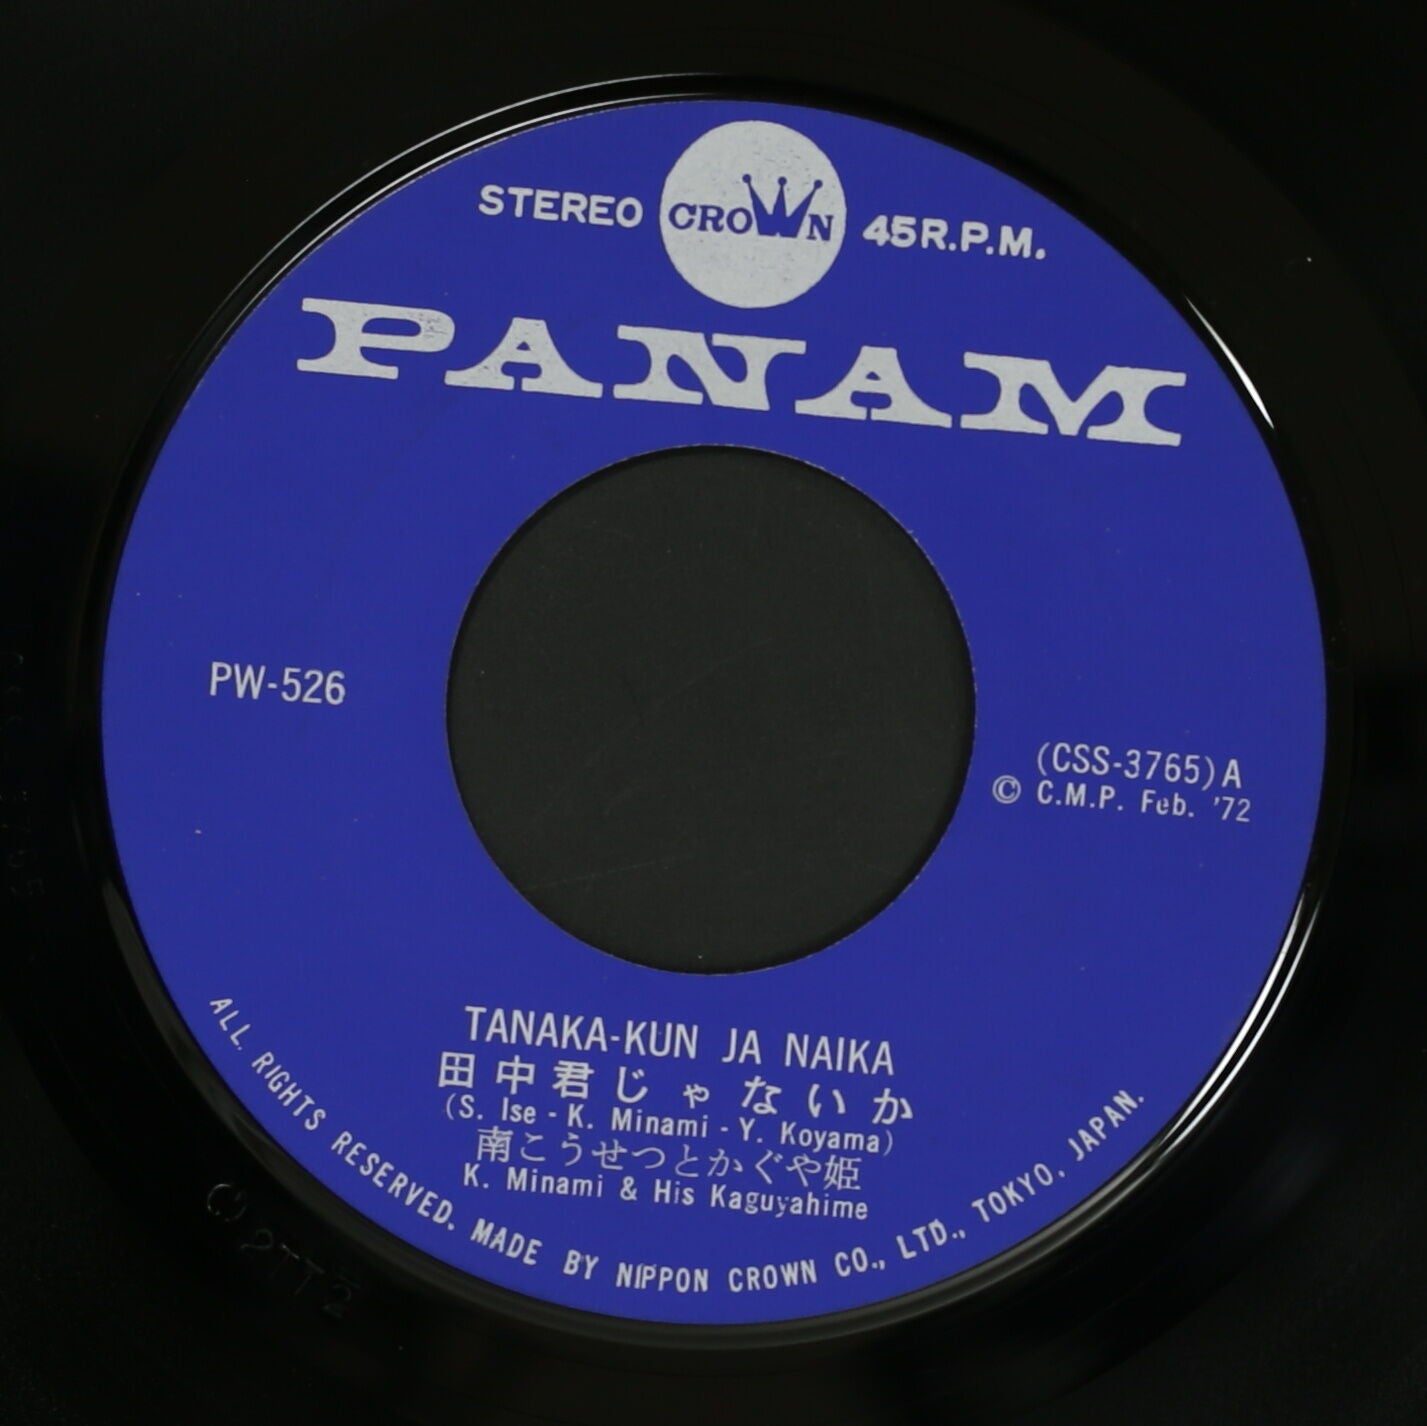 STEREO CROWN 45R.P.M.
PANAM
PW-526
(CSS-3765) A
© C.M.P. Feb. '72
TANAKA-KUN JA NAIKA
田中君じゃないか
(S. Ise - K. Minami - Y. Koyama)
南こうせつとかぐや姫
K. Minami & His Kaguyahime
ALL RIGHTS RESERVED. MADE BY NIPPON CROWN CO., LTD., TOKYO. JAPAN.